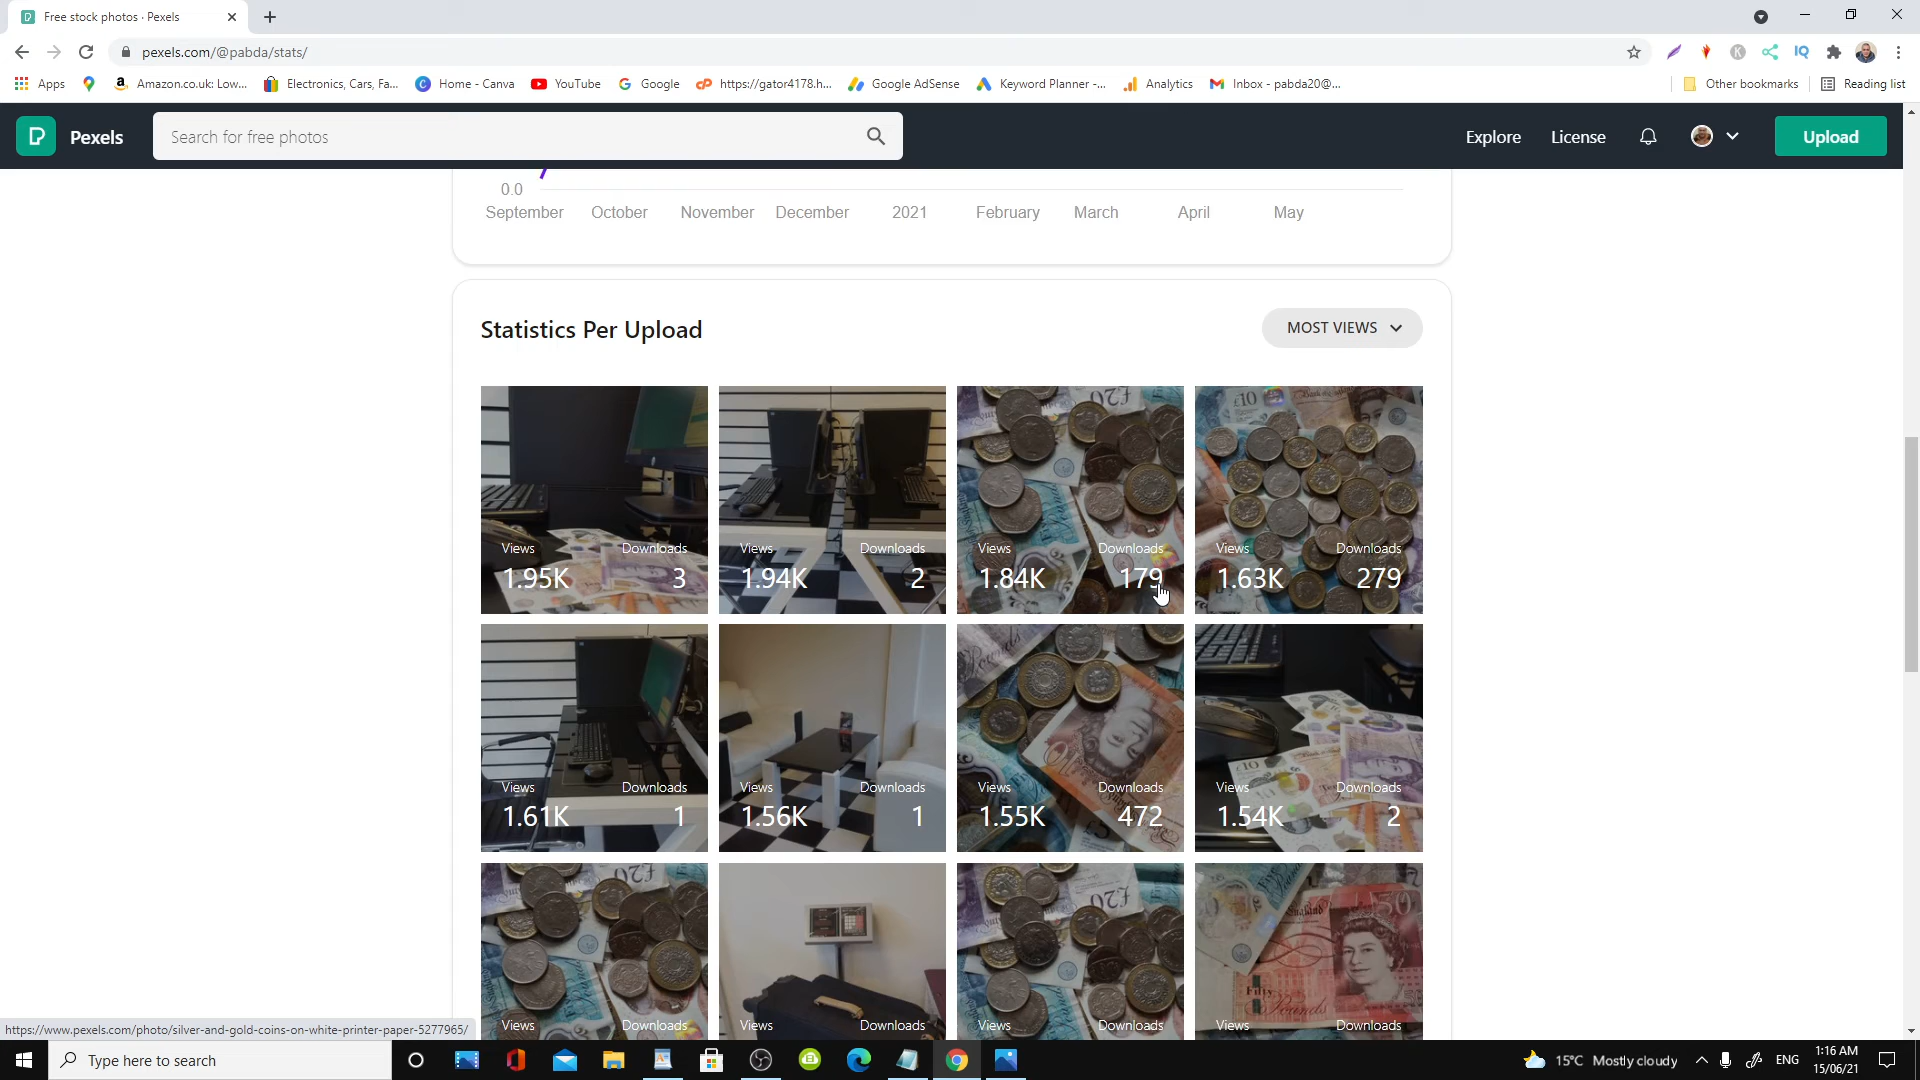 Free stock photos · Pexels
pexels.com/@pabda/stats/
Apps
Amazon.co.uk: Low...
Electronics, Cars, Fa...
Home - Canva
YouTube
Google
https://gator4178.h...
Google AdSense
Keyword Planner -...
Analytics
Inbox - pabda20@...
Other bookmarks
Reading list
Pexels
Search for free photos
Explore
License
Upload
0.0
September October November December 2021 February March April May
Statistics Per Upload
MOST VIEWS
Views Downloads
1.95K 3
Views Downloads
1.94K 2
Views Downloads
1.84K 179
Views Downloads
1.63K 279
Views Downloads
1.61K 1
Views Downloads
1.56K 1
Views Downloads
1.55K 472
Views Downloads
1.54K 2
Views Downloads
Views Downloads
Views Downloads
Views Downloads
https://www.pexels.com/photo/silver-and-gold-coins-on-white-printer-paper-5277965/
Type here to search
15°C Mostly cloudy
ENG
1:16 AM
15/06/21